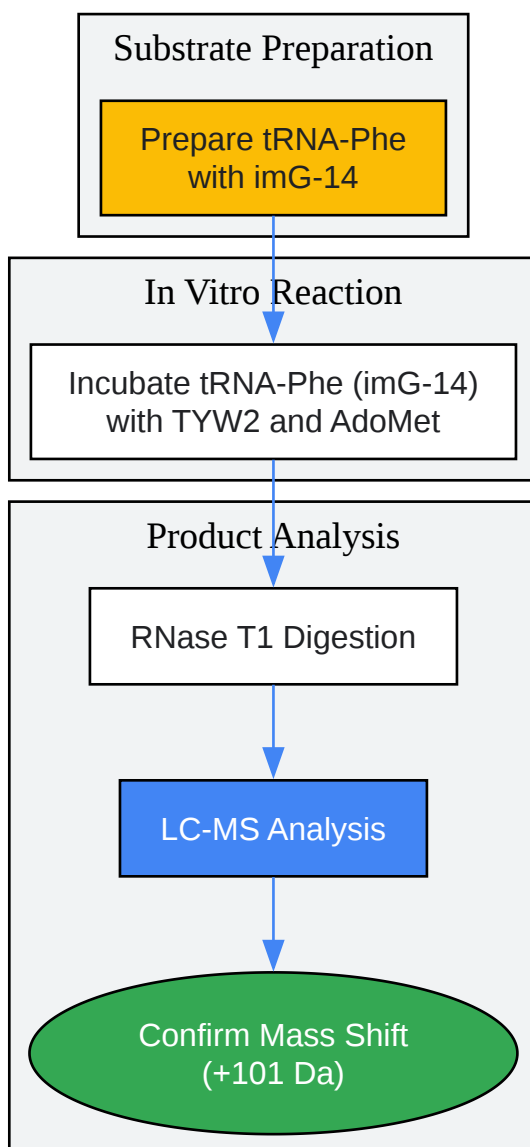 Substrate Preparation
Prepare tRNA-Phe
with imG-14
In Vitro Reaction
Incubate tRNA-Phe (imG-14)
with TYW2 and AdoMet
Product Analysis
RNase T1 Digestion
LC-MS Analysis
Confirm Mass Shift
(+101 Da)